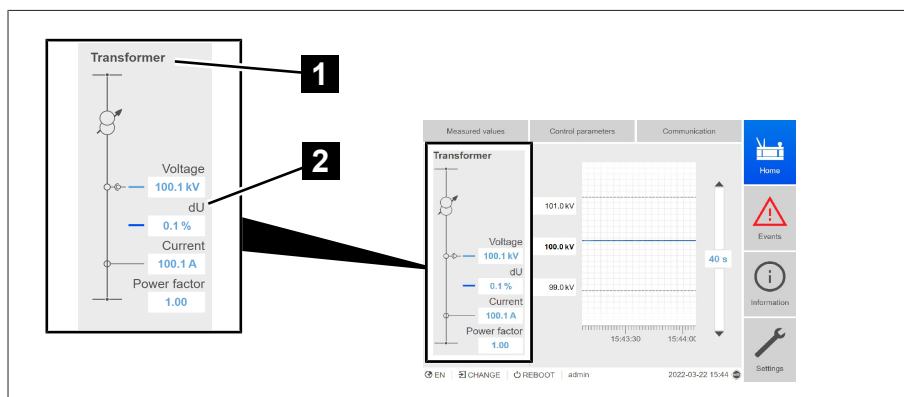 Transformer
1
Voltage
100.1 kV
2
dU
0.1 %
Current
100.1 A
Power factor
1.00
Measured values
Control parameters
Communication
Transformer
Voltage
100.1 kV
dU
0.1 %
Current
100.1 A
Power factor
1.00
101.0 kV
100.0 kV
99.0 kV
15:43:30
15:44:00
40 s
Home
Events
Information
Settings
EN
CHANGE
REBOOT
admin
2022-03-22 15:44